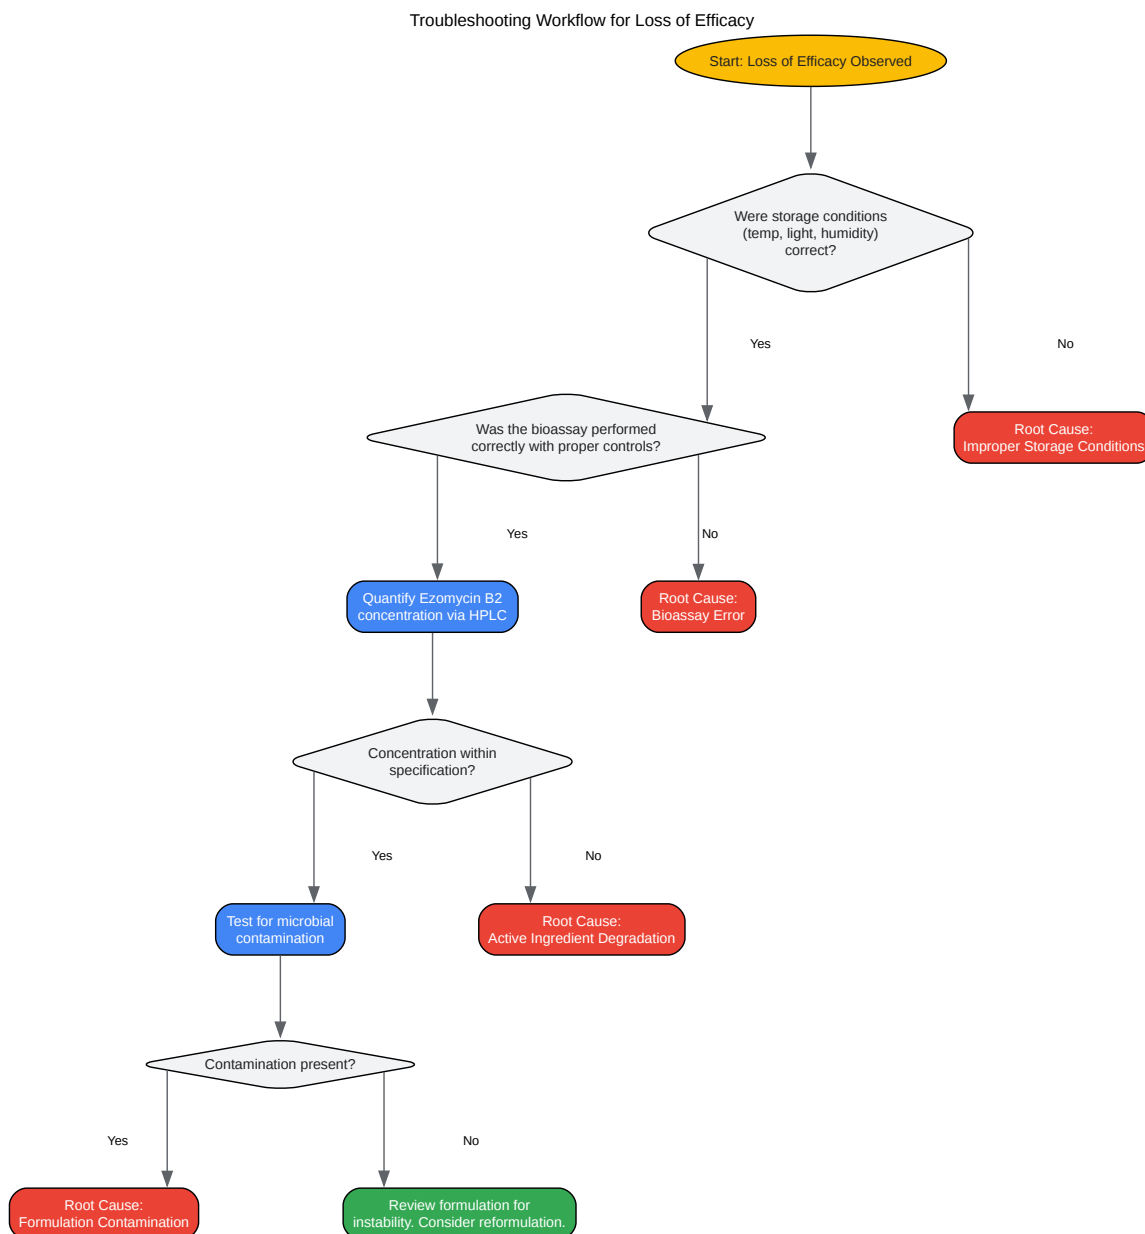 Troubleshooting Workflow for Loss of Efficacy
Start: Loss of Efficacy Observed
Were storage conditions
(temp, light, humidity)
correct?
Yes
No
Was the bioassay performed
correctly with proper controls?
Root Cause:
Improper Storage Conditions
Yes
No
Quantify Ezomycin B2
concentration via HPLC
Root Cause:
Bioassay Error
Concentration within
specification?
Yes
No
Test for microbial
contamination
Root Cause:
Active Ingredient Degradation
Contamination present?
Yes
No
Root Cause:
Formulation Contamination
Review formulation for
instability. Consider reformulation.